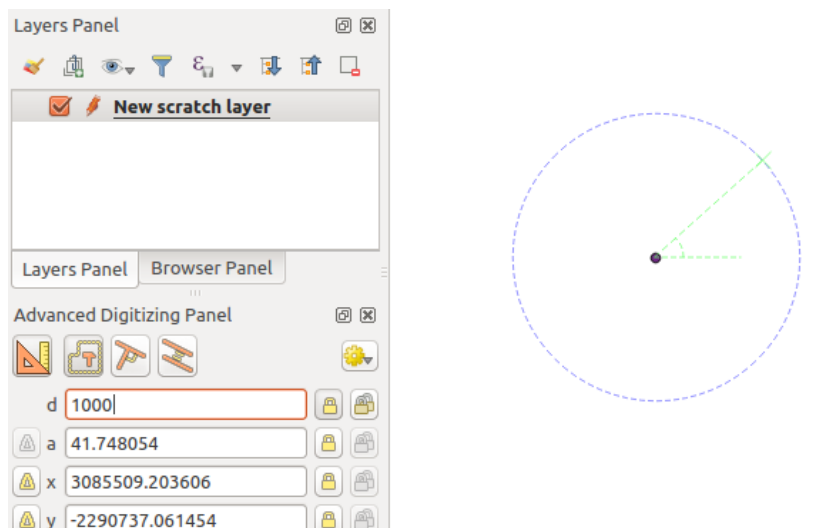 Layers Panel
New scratch layer
Layers Panel Browser Panel
Advanced Digitizing Panel
d 1000
a 41.748054
x 3085509.203606
y -2290737.061454